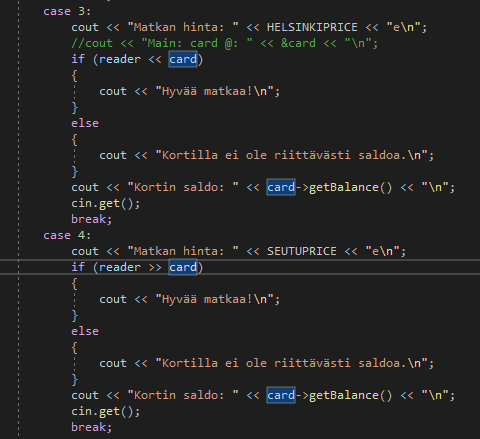 case 3:
cout << "Matkan hinta: " << HELSINKIPRICE << "e\n";
//cout << "Main: card @: " << &card << "\n";
if (reader << card)
{
cout << "Hyvää matkaa!\n";
}
else
{
cout << "Kortilla ei ole riittävästi saldoa.\n";
}
cout << "Kortin saldo: " << card->getBalance() << "\n";
cin.get();
break;
case 4:
cout << "Matkan hinta: " << SEUTUPRICE << "e\n";
if (reader >> card)
{
cout << "Hyvää matkaa!\n";
}
else
{
cout << "Kortilla ei ole riittävästi saldoa.\n";
}
cout << "Kortin saldo: " << card->getBalance() << "\n";
cin.get();
break;